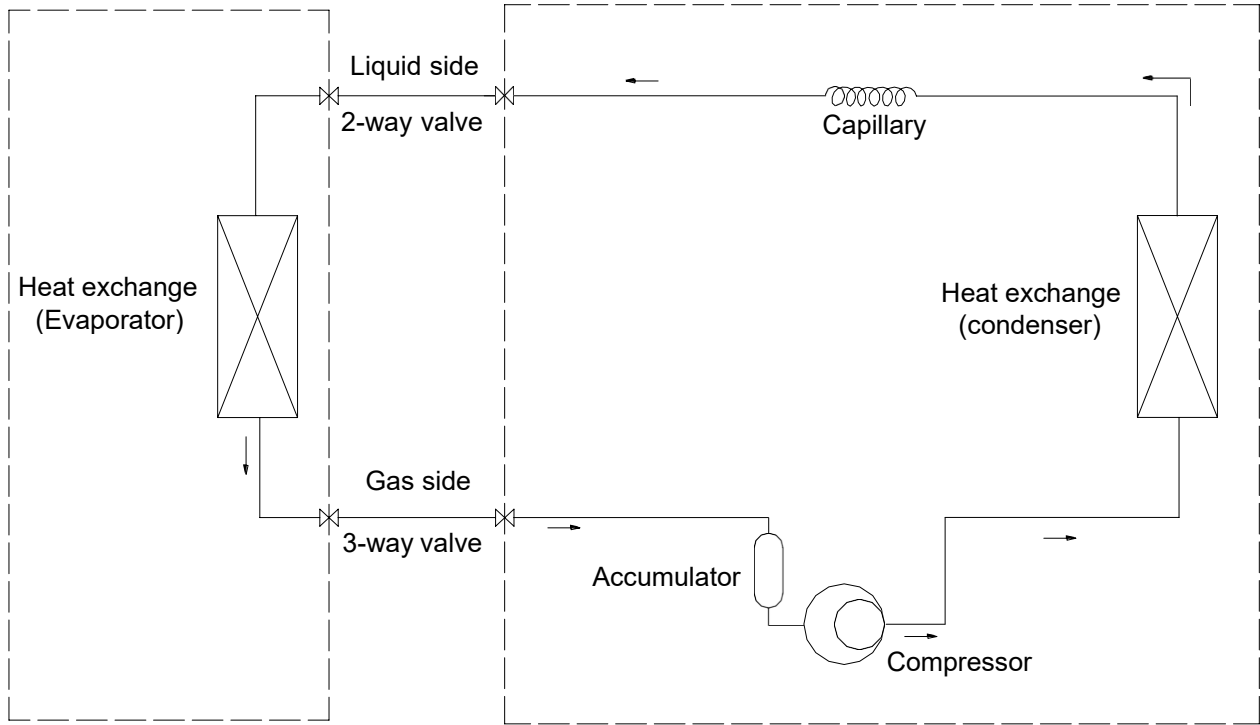 Liquid side
2-way valve
Capillary
Heat exchange
(Evaporator)
Heat exchange
(condenser)
Gas side
3-way valve
Accumulator
Compressor